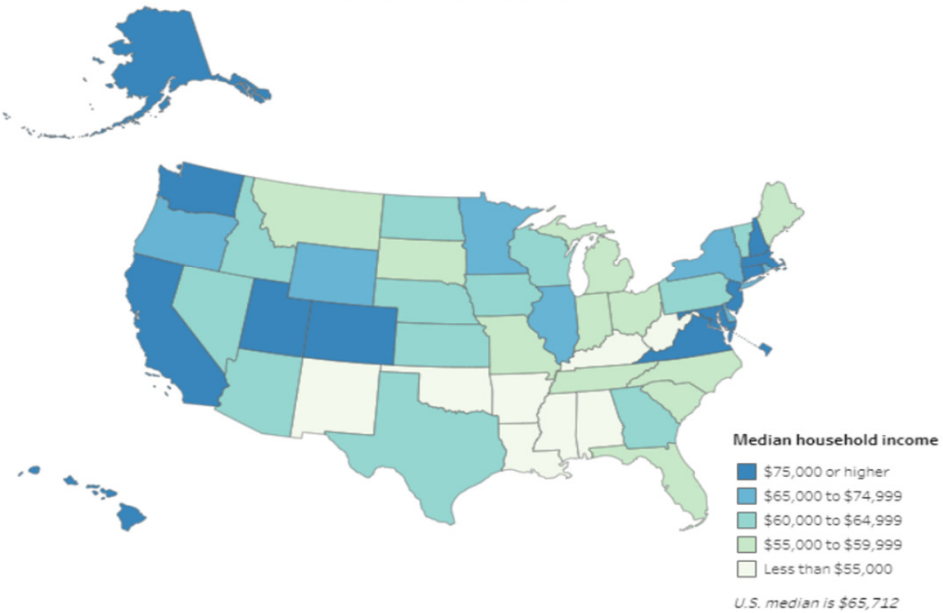 Median household income
$75,000 or higher
$65,000 to $74,999
$60,000 to $64,999
$55,000 to $59,999
Less than $55,000
U.S. median is $65,712